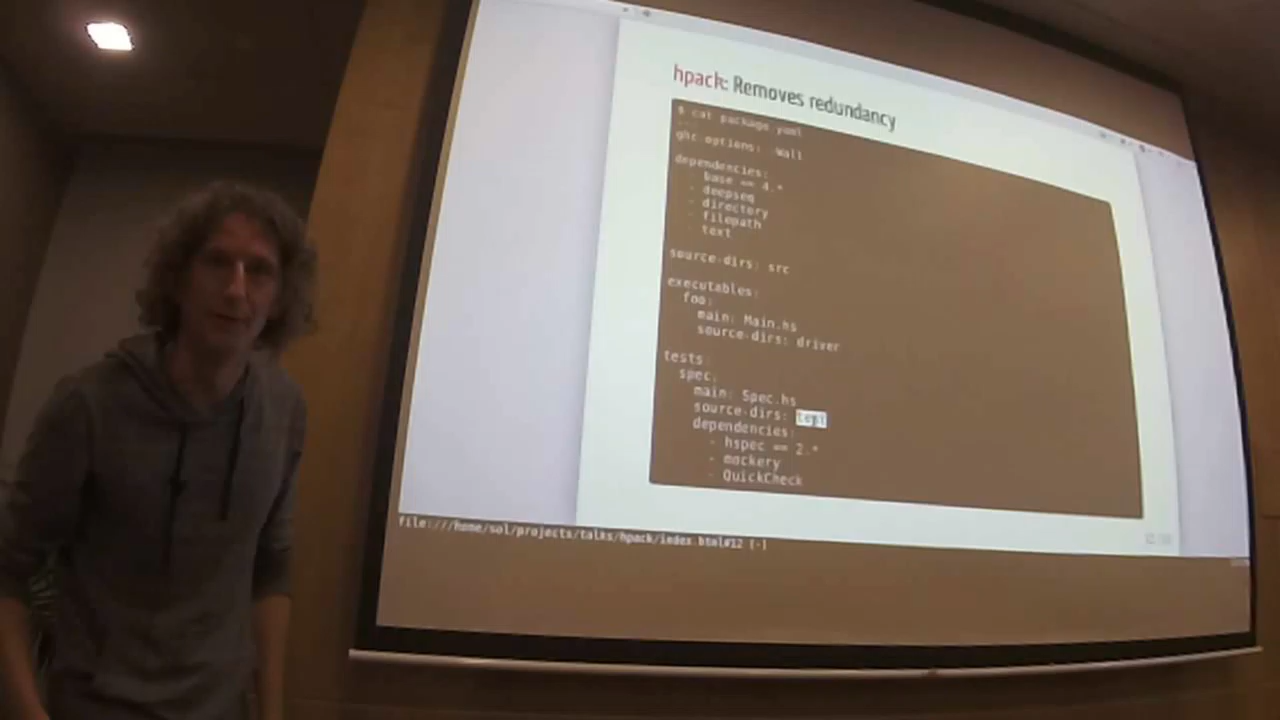 hpack: Removes redundancy
$ cat package.yaml
ghc-options: -Wall
dependencies:
- base == 4.*
- deepseq
- directory
- filepath
- text
source-dirs: src
executables:
foo:
main: Main.hs
source-dirs: driver
tests:
spec:
main: Spec.hs
source-dirs: test
dependencies:
- hspec == 2.*
- mockery
- QuickCheck
file:///home/sol/projects/talks/hpack/index.html#12 [-]